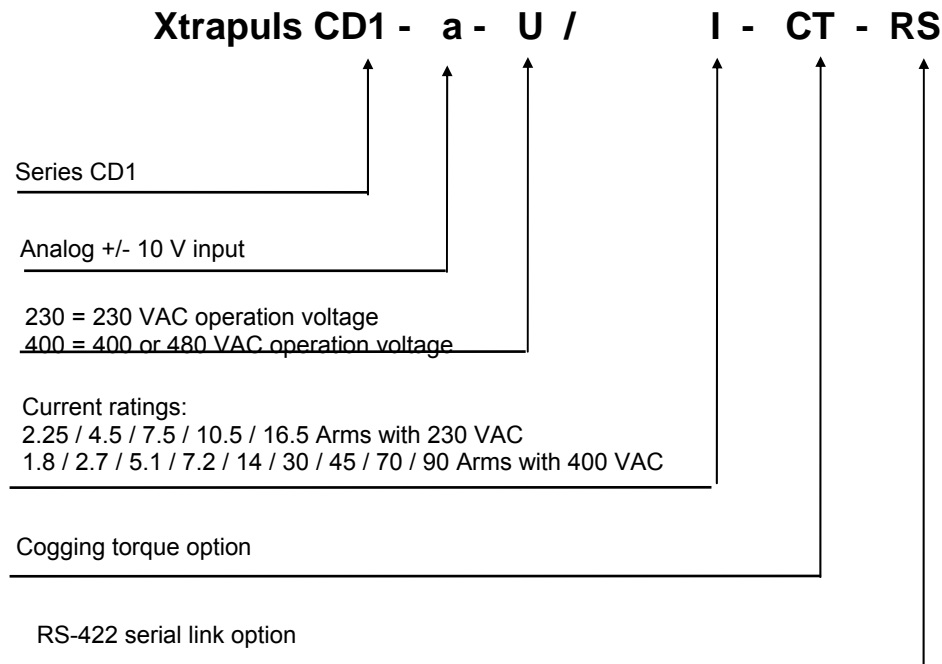 Xtrapuls CD1 - a - U / I - CT - RS
Series CD1
Analog +/- 10 V input
230 = 230 VAC operation voltage
400 = 400 or 480 VAC operation voltage
Current ratings:
2.25 / 4.5 / 7.5 / 10.5 / 16.5 Arms with 230 VAC
1.8 / 2.7 / 5.1 / 7.2 / 14 / 30 / 45 / 70 / 90 Arms with 400 VAC
Cogging torque option
RS-422 serial link option